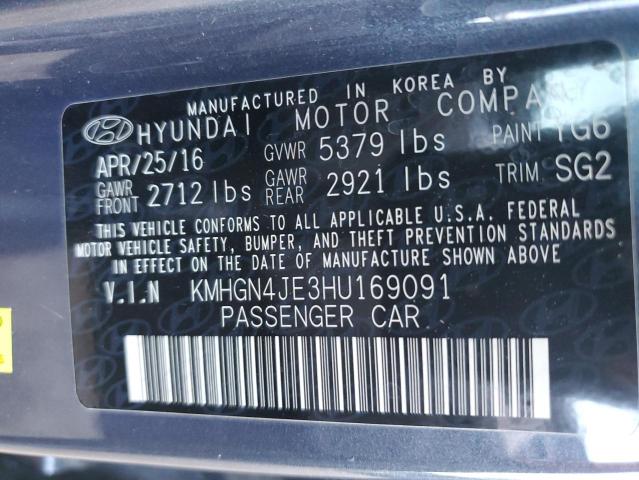 MANUFACTURED IN KOREA BY
HYUNDAI MOTOR COMPANY
APR/25/16 GVWR 5379 lbs PAINT YG6
GAWR FRONT 2712 lbs GAWR REAR 2921 lbs TRIM SG2
THIS VEHICLE CONFORMS TO ALL APPLICABLE U.S.A. FEDERAL
MOTOR VEHICLE SAFETY, BUMPER, AND THEFT PREVENTION STANDARDS
IN EFFECT ON THE DATE OF MANUFACTURE SHOWN ABOVE
V.I.N KMHGN4JE3HU169091
PASSENGER CAR